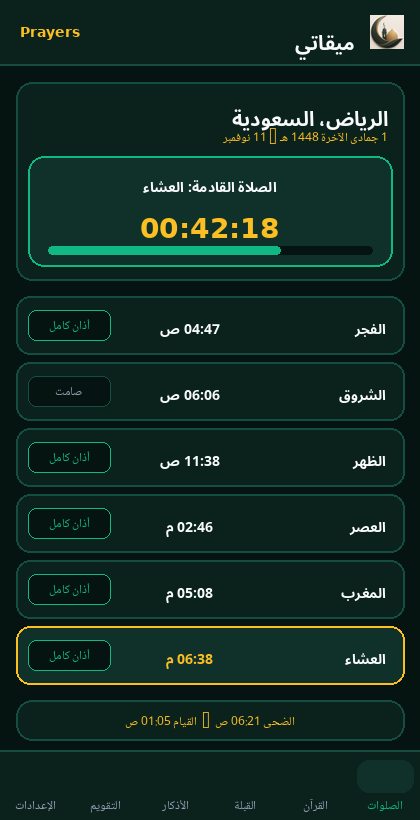 ميقاتي
Prayers
الرياض، السعودية
1 جمادى الآخرة 1448 هـ 11 نوفمبر
الصلاة القادمة: العشاء
00:42:18
الفجر 04:47 ص أذان كامل
الشروق 06:06 ص صامت
الظهر 11:38 ص أذان كامل
العصر 02:46 م أذان كامل
المغرب 05:08 م أذان كامل
العشاء 06:38 م أذان كامل
الضحى 06:21 ص القيام 01:05 ص
الصلوات القرآن القبلة الأذكار التقويم الإعدادات